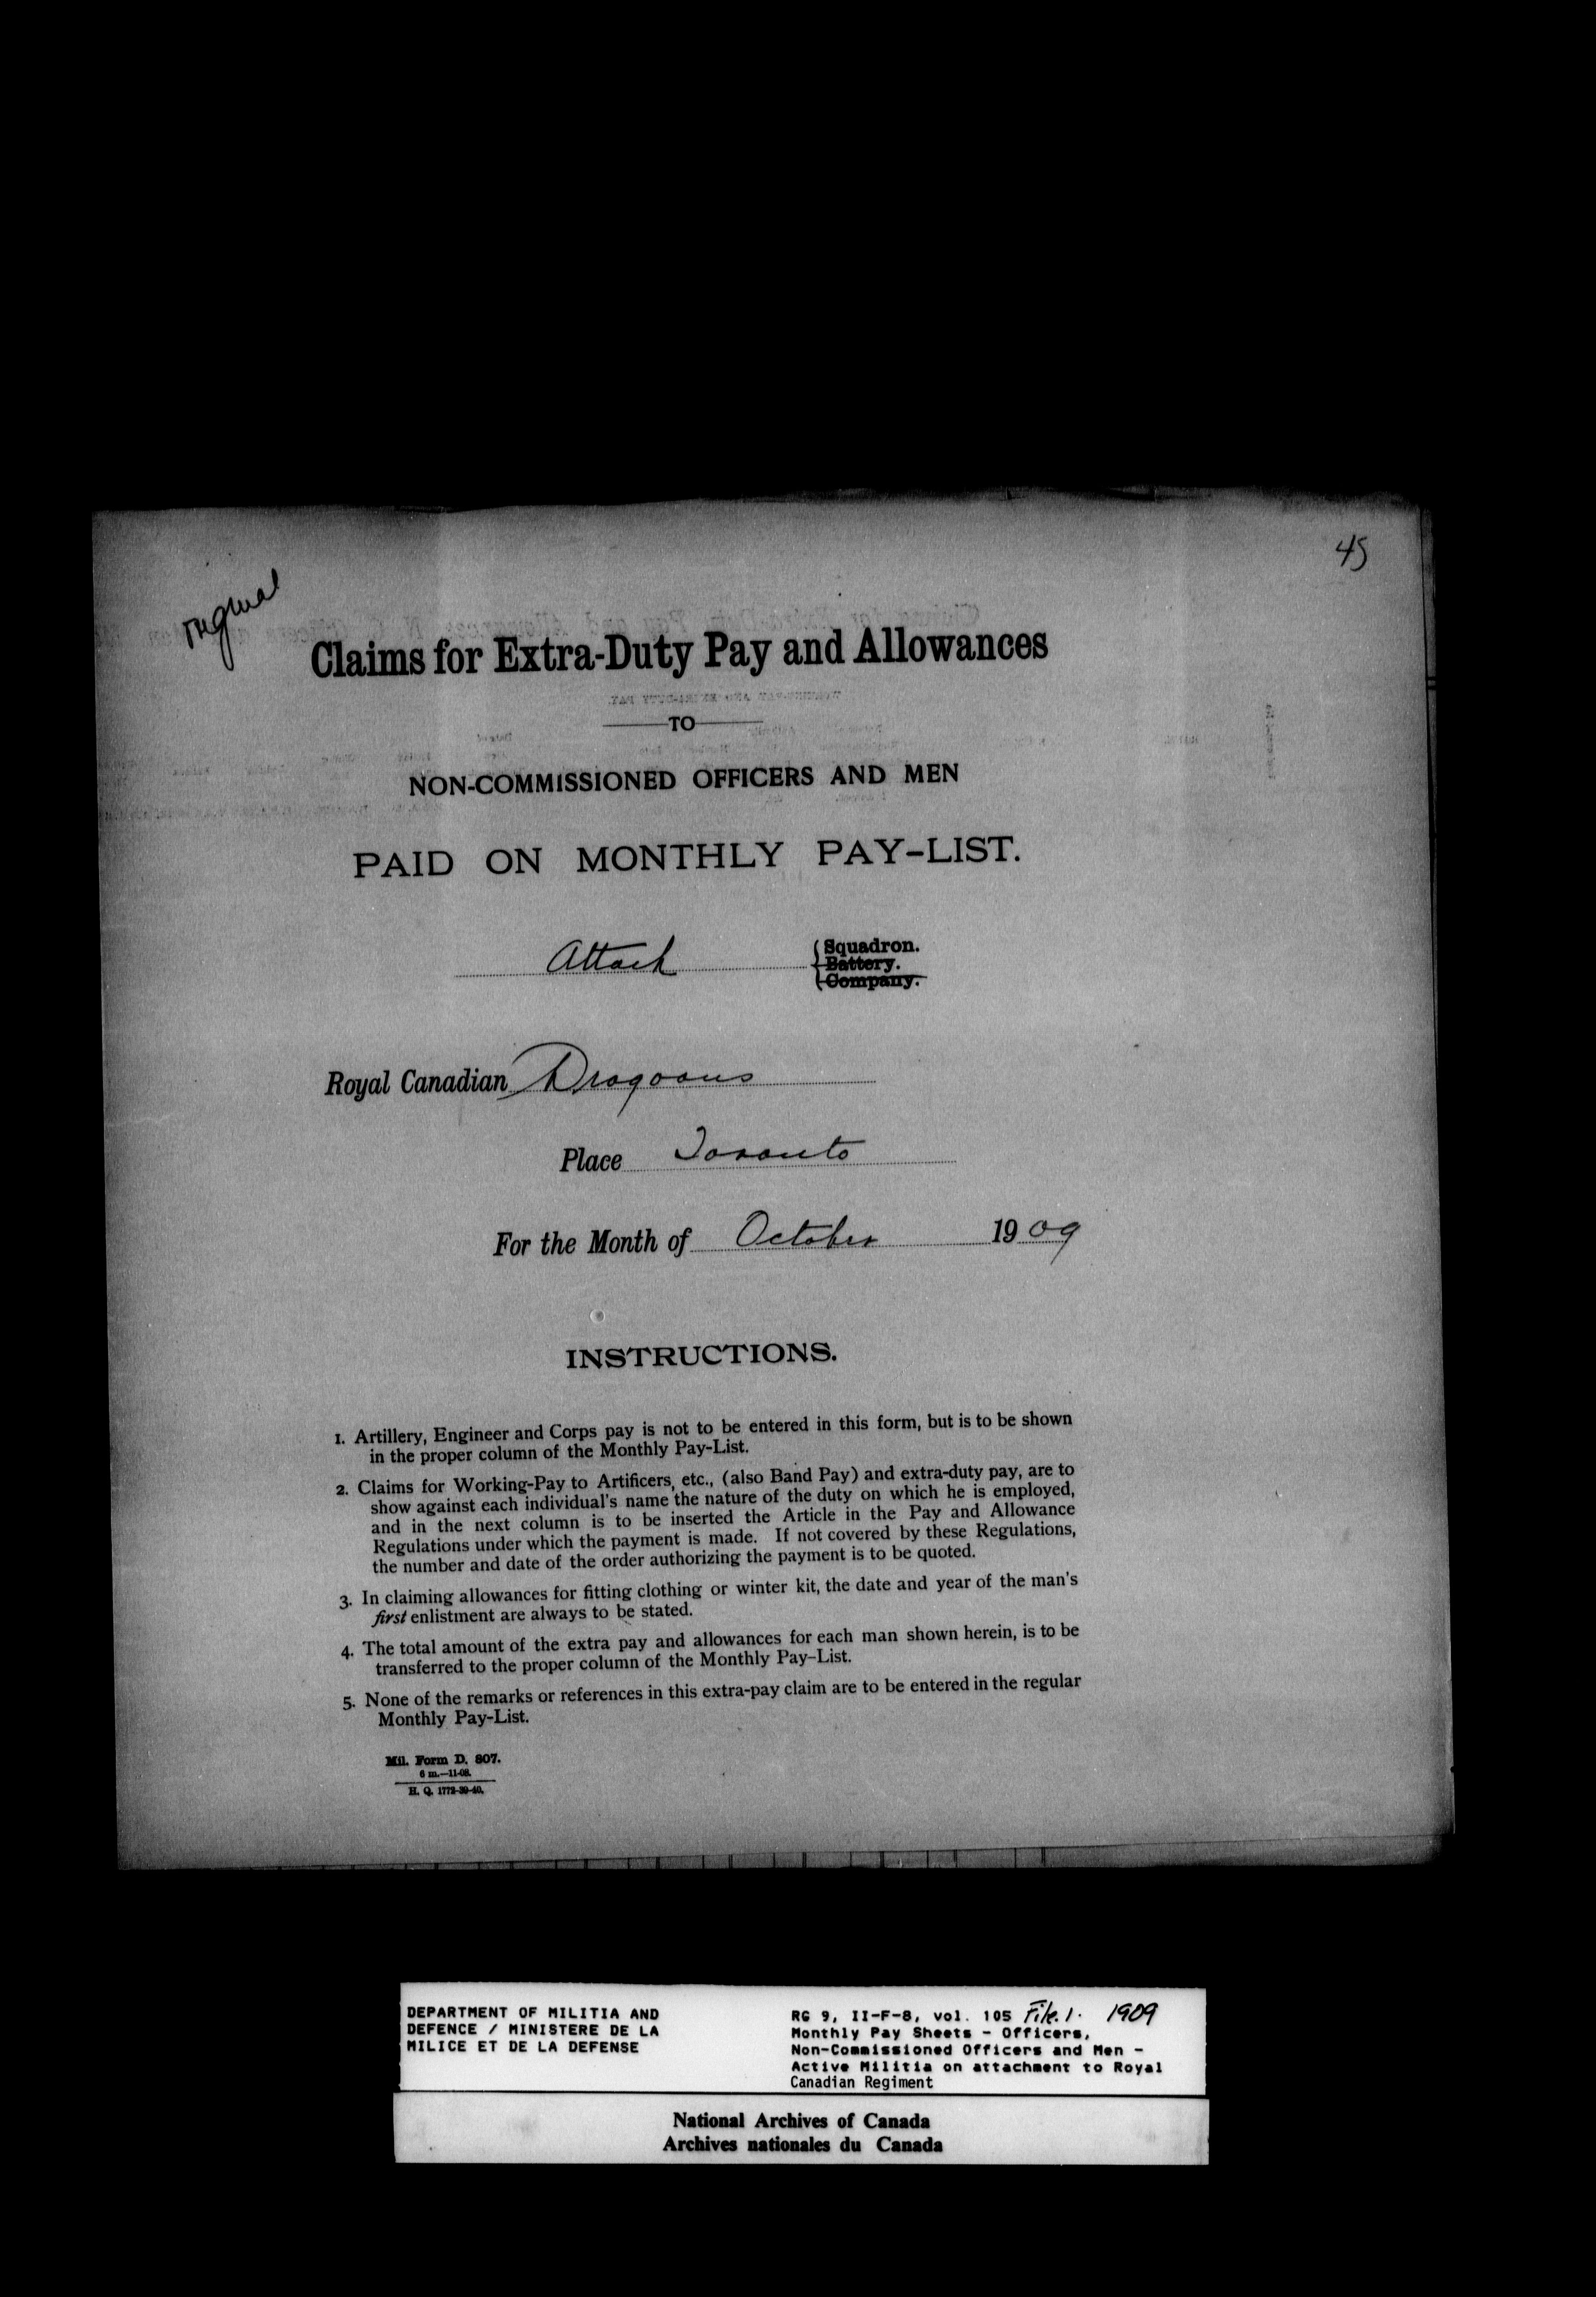 original
45
Claims for Extra-Duty Pay and Allowances
TO
NON-COMMISSIONED OFFICERS AND MEN
PAID ON MONTHLY PAY-LIST.
Attach Squadron.
Battery.
Company.
Royal Canadian Dragoons
Place Toronto
For the Month of October 1909
INSTRUCTIONS.
1. Artillery, Engineer and Corps pay is not to be entered in this form, but is to be shown
in the proper column of the Monthly Pay-List.
2. Claims for Working-Pay to Artificers, etc., (also Band Pay) and extra-duty pay, are to
show against each individual's name the nature of the duty on which he is employed,
and in the next column is to be inserted the Article in the Pay and Allowance
Regulations under which the payment is made. If not covered by these Regulations,
the number and date of the order authorizing the payment is to be quoted.
3. In claiming allowances for fitting clothing or winter kit, the date and year of the man's
first enlistment are always to be stated.
4. The total amount of the extra pay and allowances for each man shown herein, is to be
transferred to the proper column of the Monthly Pay-List.
5. None of the remarks or references in this extra-pay claim are to be entered in the regular
Monthly Pay-List.
Mil. Form D. 807.
6 m.—11-08.
H. Q. 1772-39-40.
DEPARTMENT OF MILITIA AND
DEFENCE / MINISTERE DE LA
MILICE ET DE LA DEFENSE
RG 9, II-F-8, vol. 105 File. 1. 1909
Monthly Pay Sheets - Officers,
Non-Commissioned Officers and Men -
Active Militia on attachment to Royal
Canadian Regiment
National Archives of Canada
Archives nationales du Canada